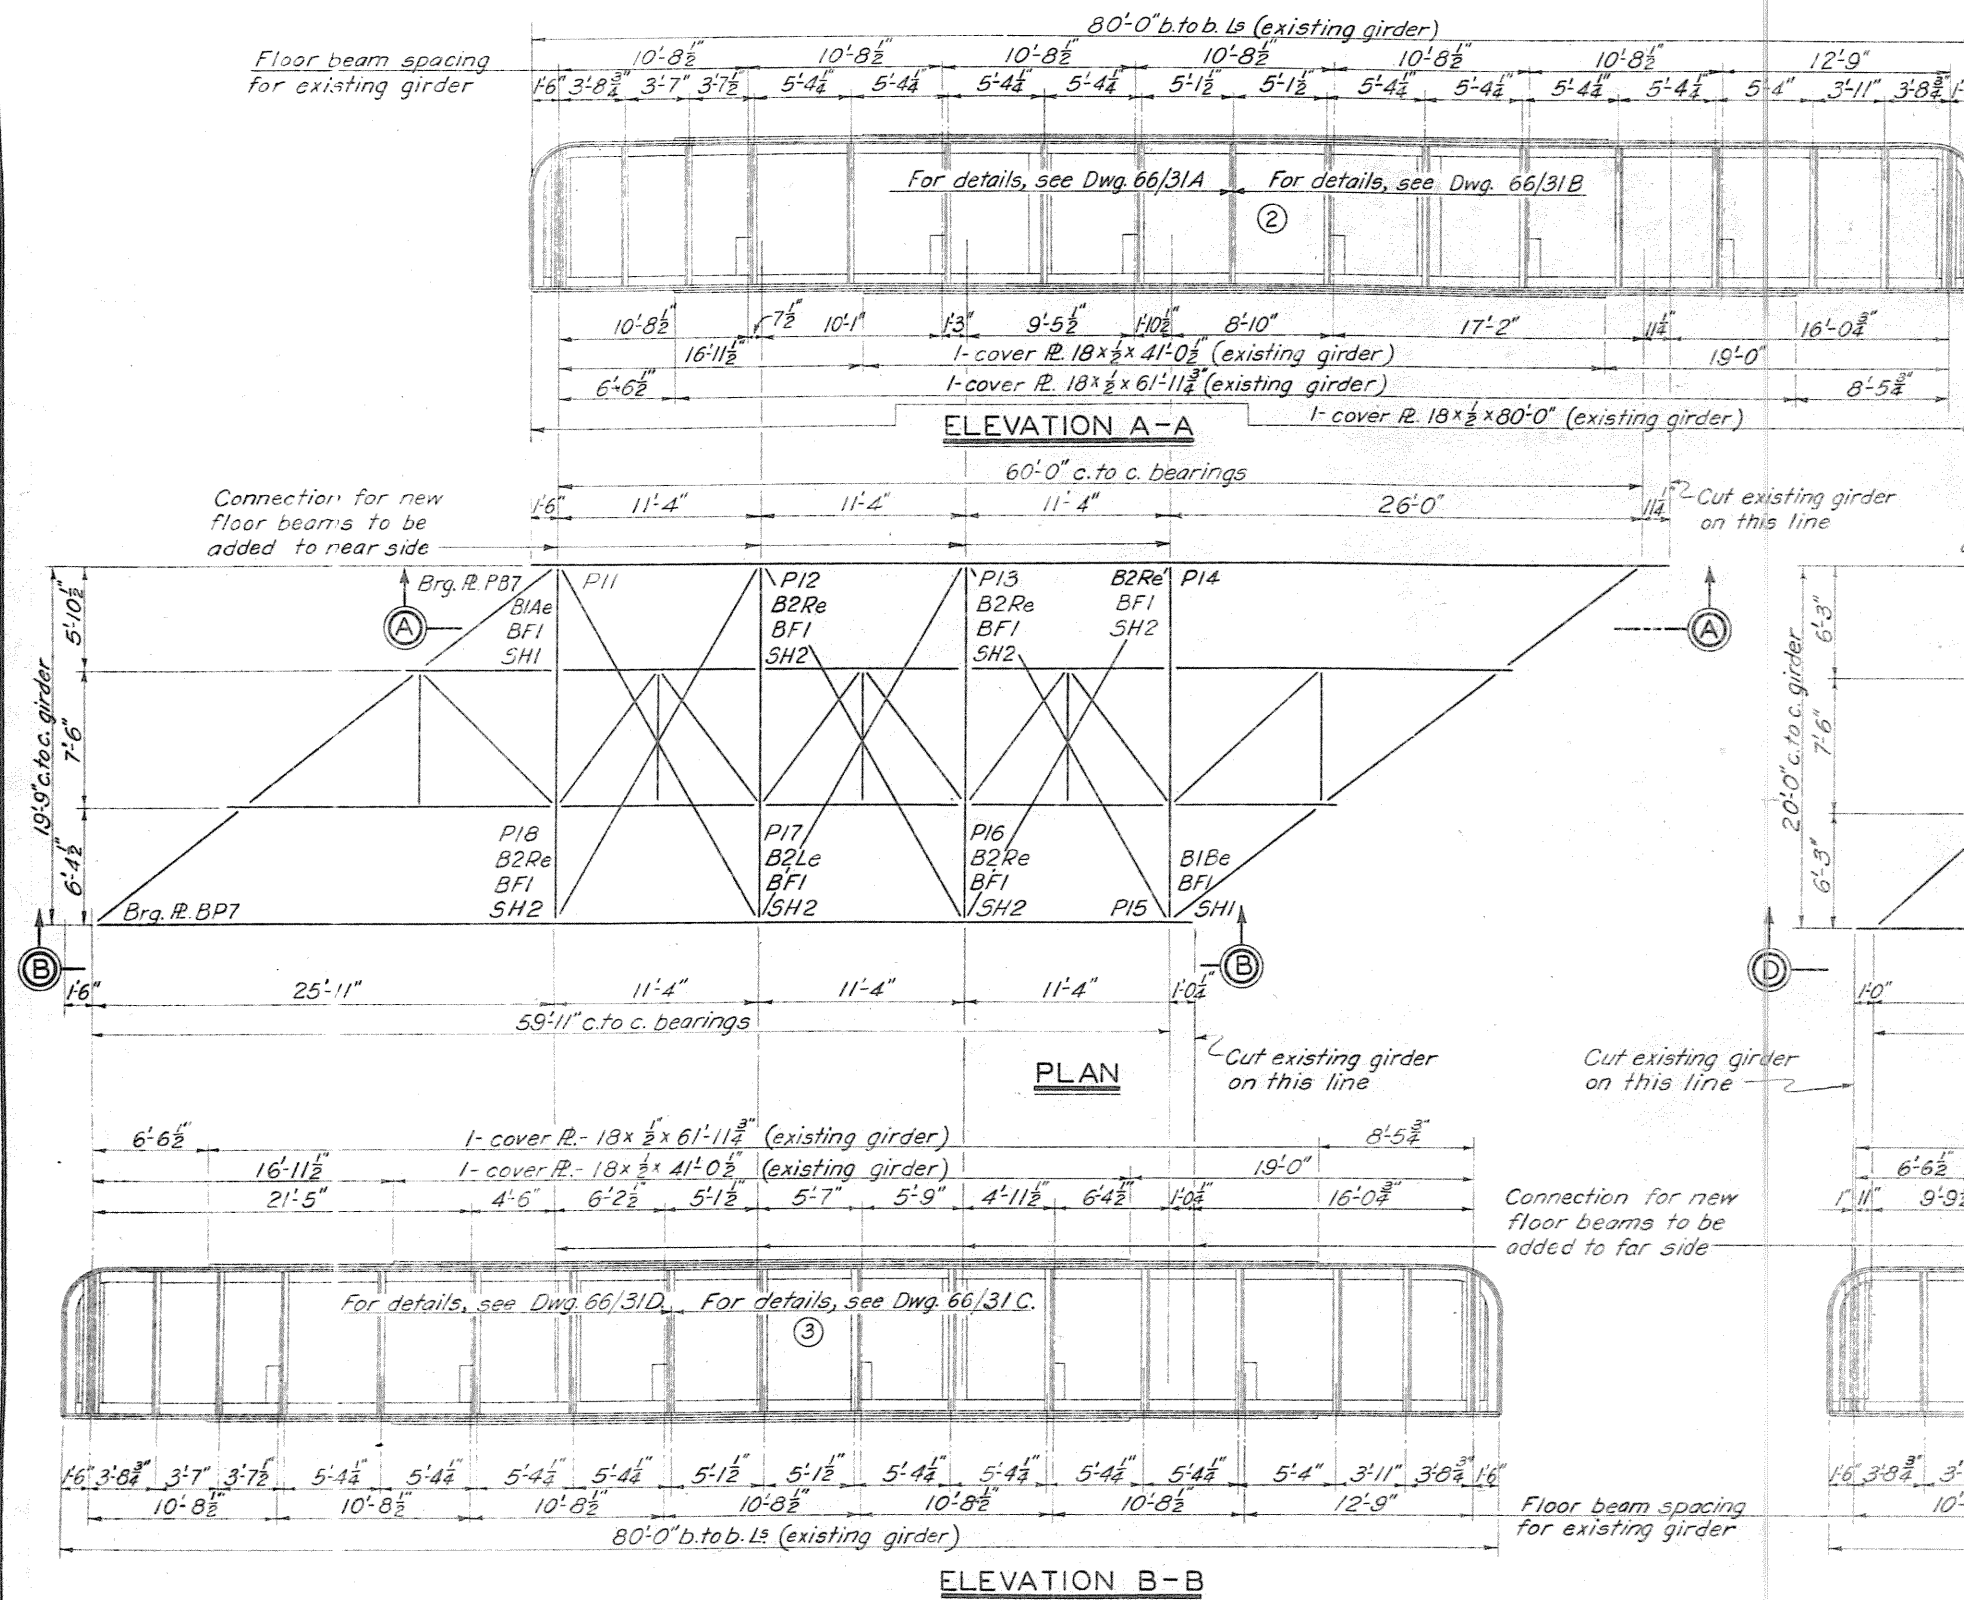 80'-0" b. to b. Ls (existing girder)
Floor beam spacing
for existing girder
10'-8½" 10'-8½" 10'-8½" 10'-8½" 10'-8½" 10'-8½" 12'-9"
1'-6" 3'-8¾" 3'-7" 3'-7½" 5'-4¼" 5'-4¼" 5'-4¼" 5'-4¼" 5'-1½" 5'-1½" 5'-4¼" 5'-4¼" 5'-4¼" 5'-4¼" 5'-4" 3'-11" 3'-8¾"
For details, see Dwg. 66/31A For details, see Dwg. 66/31B
2
10'-8½" 7½" 10'-1" 1'-3" 9'-5½" 1'-10½" 8'-10" 17'-2" 11¼" 16'-0¾"
16'-11½" 1- cover ℙ. 18 x ½ x 41'-0½" (existing girder) 19'-0"
6'-6½" 1- cover ℙ. 18 x ½ x 61'-11¾" (existing girder) 8'-5¾"
1- cover ℙ. 18 x ½ x 80'-0" (existing girder)
ELEVATION A-A
60'-0" c. to c. bearings
Connection for new
floor beams to be
added to near side
1'-6" 11'-4" 11'-4" 11'-4" 26'-0" 11¼"
Cut existing girder
on this line
Brg. ℙ. PB7 P11 P12 P13 B2Re P14
B1Ae B2Re B2Re BF1
BF1 BF1 BF1 SH2
SH1 SH2 SH2
A A
19'-9" c. to c. girder
5'-10½"
7'-6"
6'-4½"
20'-0" c. to c. girder
6'-3"
7'-6"
6'-3"
P18 P17 P16
B2Re B2Le B2Re B1Be
BF1 BF1 BF1 BF1
SH2 SH2 SH2 P15 SH1
Brg. ℙ. BP7
B B D
1'-6" 25'-11" 11'-4" 11'-4" 11'-4" 1'-0¼" 1'-0"
59'-11" c. to c. bearings
Cut existing girder
on this line
Cut existing girder
on this line
PLAN
6'-6½" 1- cover ℙ.- 18 x ½ x 61'-11¾" (existing girder) 8'-5¾"
16'-11½" 1- cover ℙ.- 18 x ½ x 41'-0½" (existing girder) 19'-0" 6'-6½"
21'-5" 4'-6" 6'-2½" 5'-1½" 5'-7" 5'-9" 4'-11½" 6'-4½" 1'-0¼" 16'-0¾" 11"
Connection for new
floor beams to be
added to far side
For details, see Dwg. 66/31D. For details, see Dwg. 66/31C.
3
1'-6" 3'-8¾" 3'-7" 3'-7½" 5'-4¼" 5'-4¼" 5'-4¼" 5'-4¼" 5'-1½" 5'-1½" 5'-4¼" 5'-4¼" 5'-4¼" 5'-4¼" 5'-4" 3'-11" 3'-8¾" 1'-6" 1'-6" 3'-8¾"
10'-8½" 10'-8½" 10'-8½" 10'-8½" 10'-8½" 10'-8½" 12'-9"
Floor beam spacing
for existing girder
80'-0" b. to b. Ls (existing girder)
ELEVATION B-B